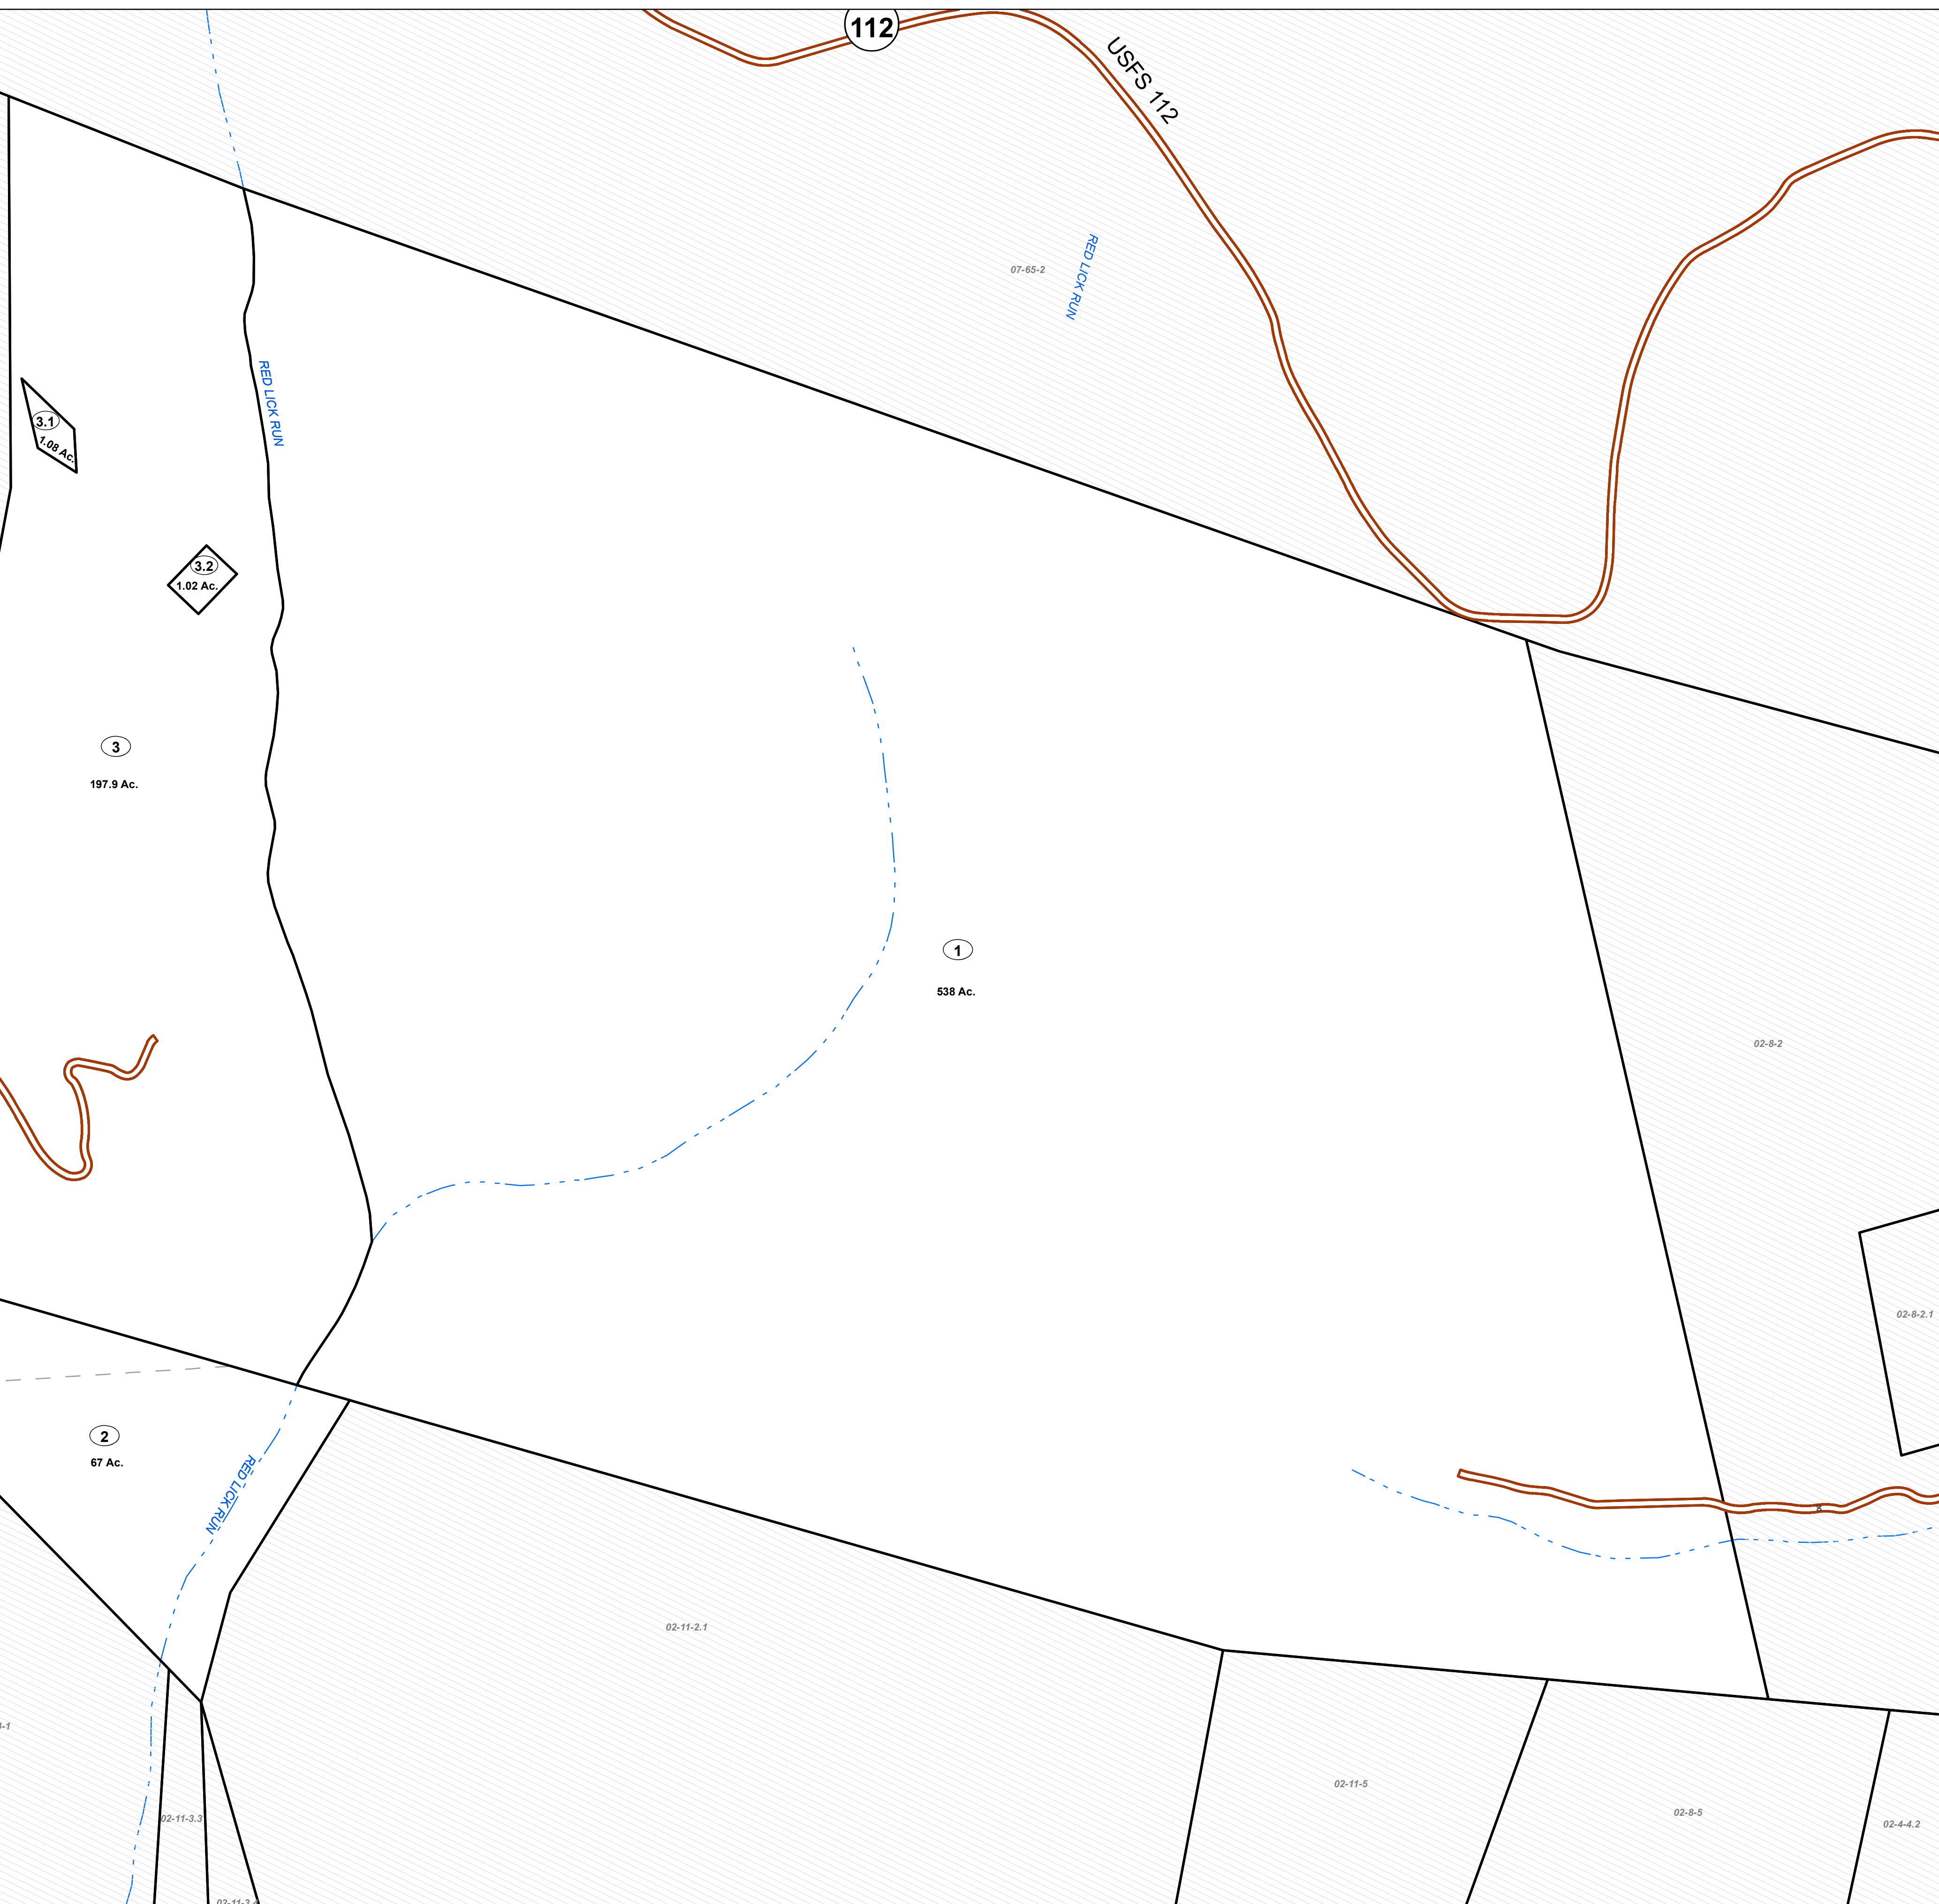 112
USFS 112
RED LICK RUN
07-65-2
RED LICK RUN
3.1
1.08 Ac.
3.2
1.02 Ac.
3
197.9 Ac.
1
538 Ac.
02-8-2
02-8-2.1
2
67 Ac.
RED LICK RUN
8
02-11-2.1
02-11-5
02-8-5
02-11-3.3
02-4-4.2